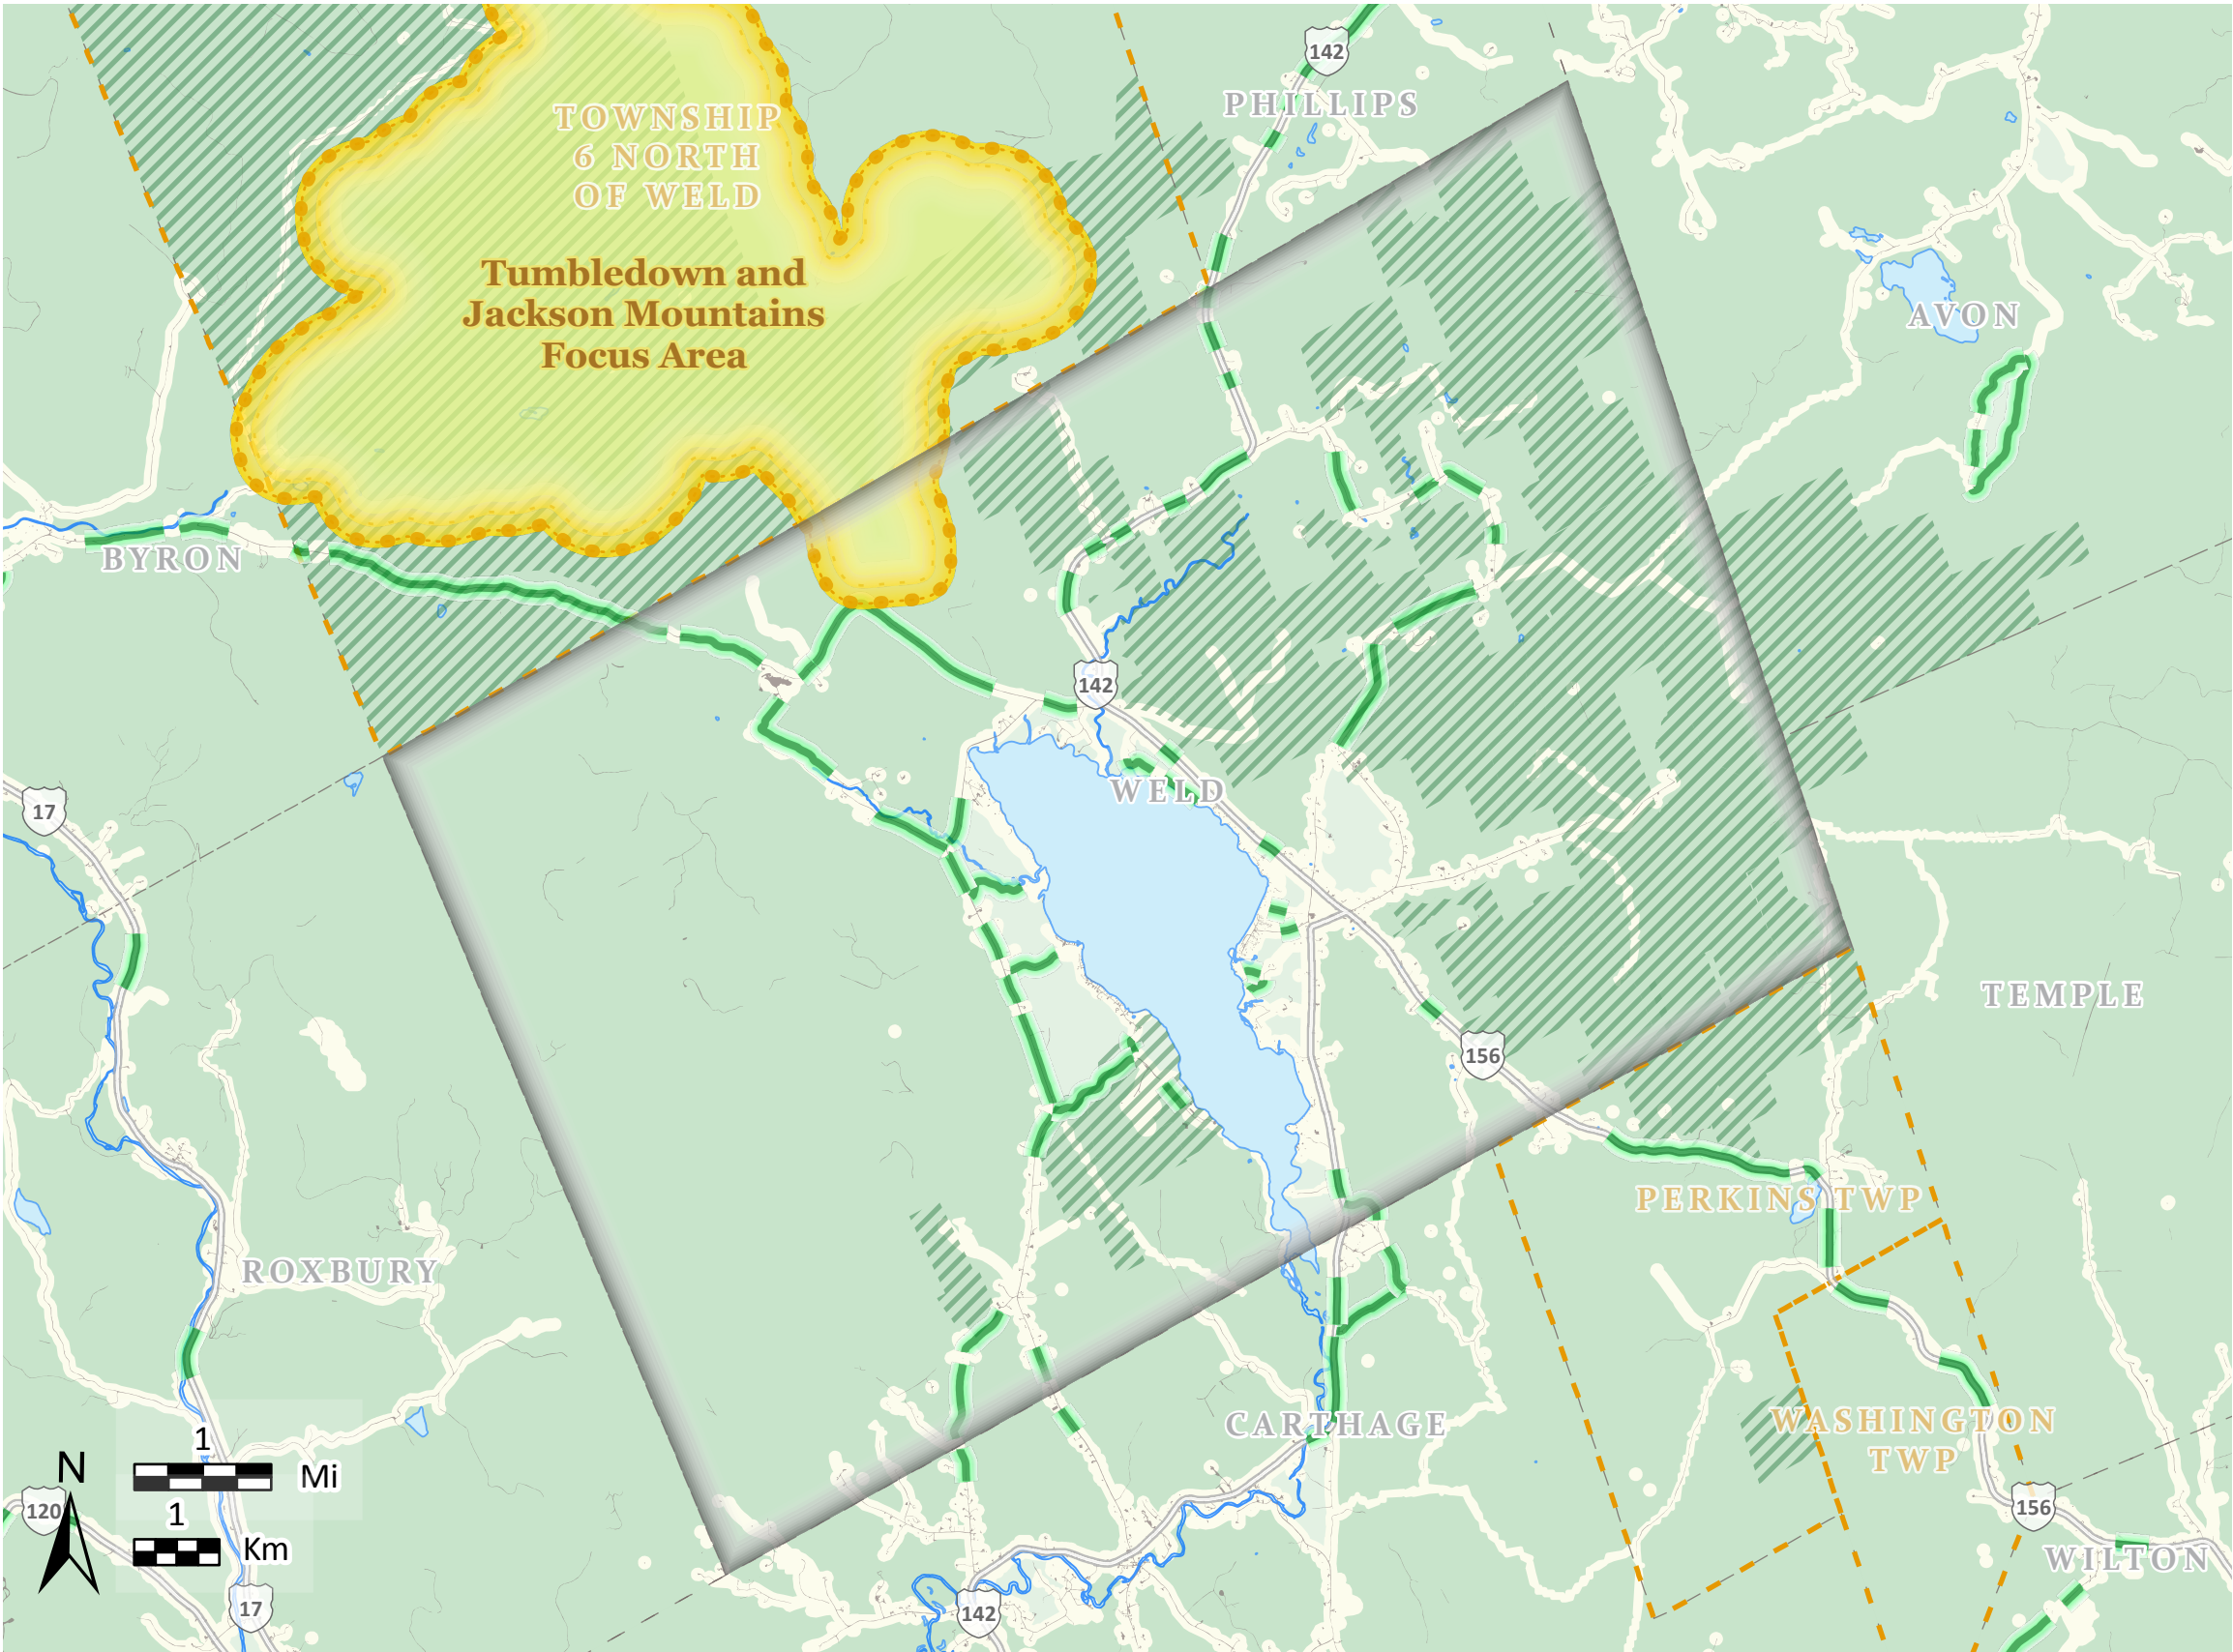 142
PHILLIPS
TOWNSHIP
6 NORTH
OF WELD
Tumbledown and
Jackson Mountains
Focus Area
AVON
BYRON
142
WELD
17
TEMPLE
156
PERKINS TWP
ROXBURY
CARTHAGE
WASHINGTON
TWP
N
1
Mi
1
Km
120
156
WILTON
17
142